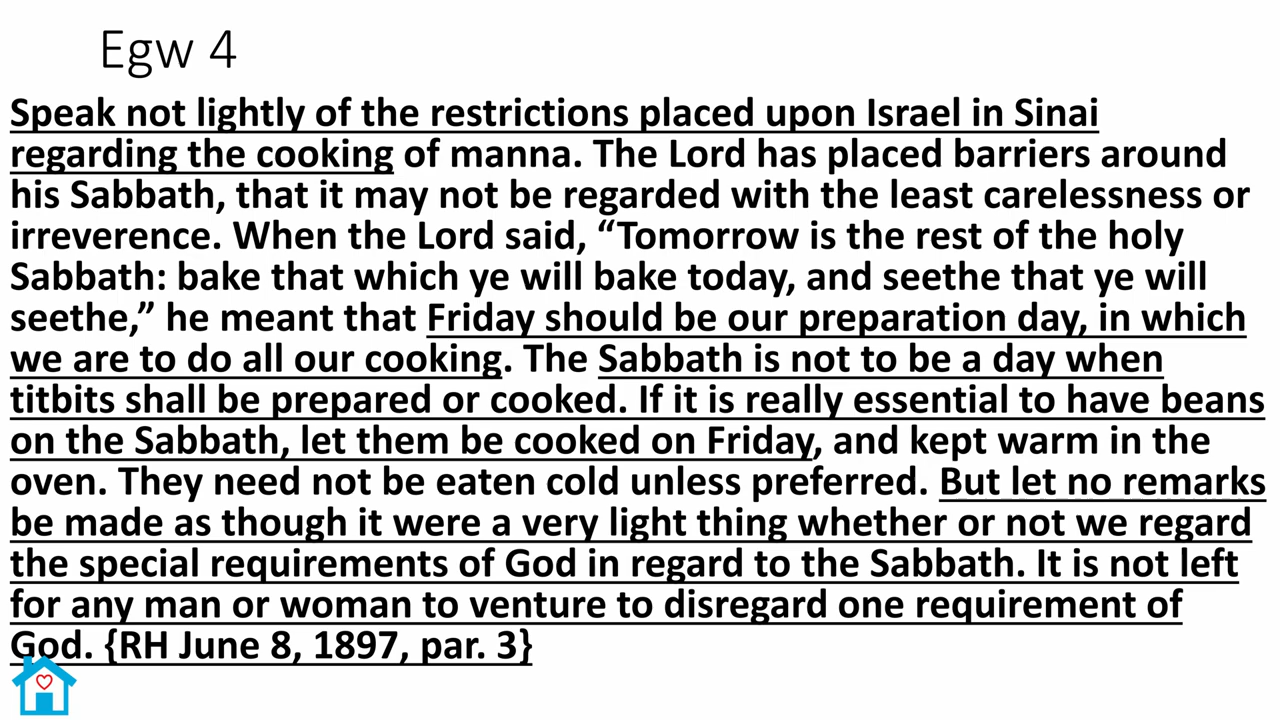 Egw 4
Speak not lightly of the restrictions placed upon Israel in Sinai
regarding the cooking of manna. The Lord has placed barriers around
his Sabbath, that it may not be regarded with the least carelessness or
irreverence. When the Lord said, “Tomorrow is the rest of the holy
Sabbath: bake that which ye will bake today, and seethe that ye will
seethe,” he meant that Friday should be our preparation day, in which
we are to do all our cooking. The Sabbath is not to be a day when
titbits shall be prepared or cooked. If it is really essential to have beans
on the Sabbath, let them be cooked on Friday, and kept warm in the
oven. They need not be eaten cold unless preferred. But let no remarks
be made as though it were a very light thing whether or not we regard
the special requirements of God in regard to the Sabbath. It is not left
for any man or woman to venture to disregard one requirement of
God. {RH June 8, 1897, par. 3}